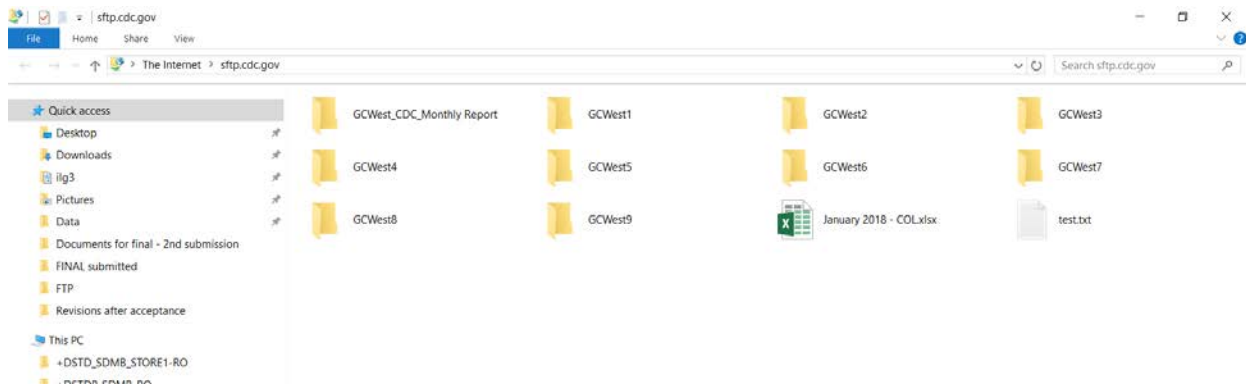 sftp.cdc.gov
File Home Share View
The Internet > sftp.cdc.gov
Search sftp.cdc.gov
Quick access
Desktop
Downloads
ilg3
Pictures
Data
Documents for final - 2nd submission
FINAL submitted
FTP
Revisions after acceptance
This PC
+DSTD_SDMB_STORE1-RO
GCWest_CDC_Monthly Report GCWest1 GCWest2 GCWest3
GCWest4 GCWest5 GCWest6 GCWest7
GCWest8 GCWest9 January 2018 - COL.xlsx test.txt